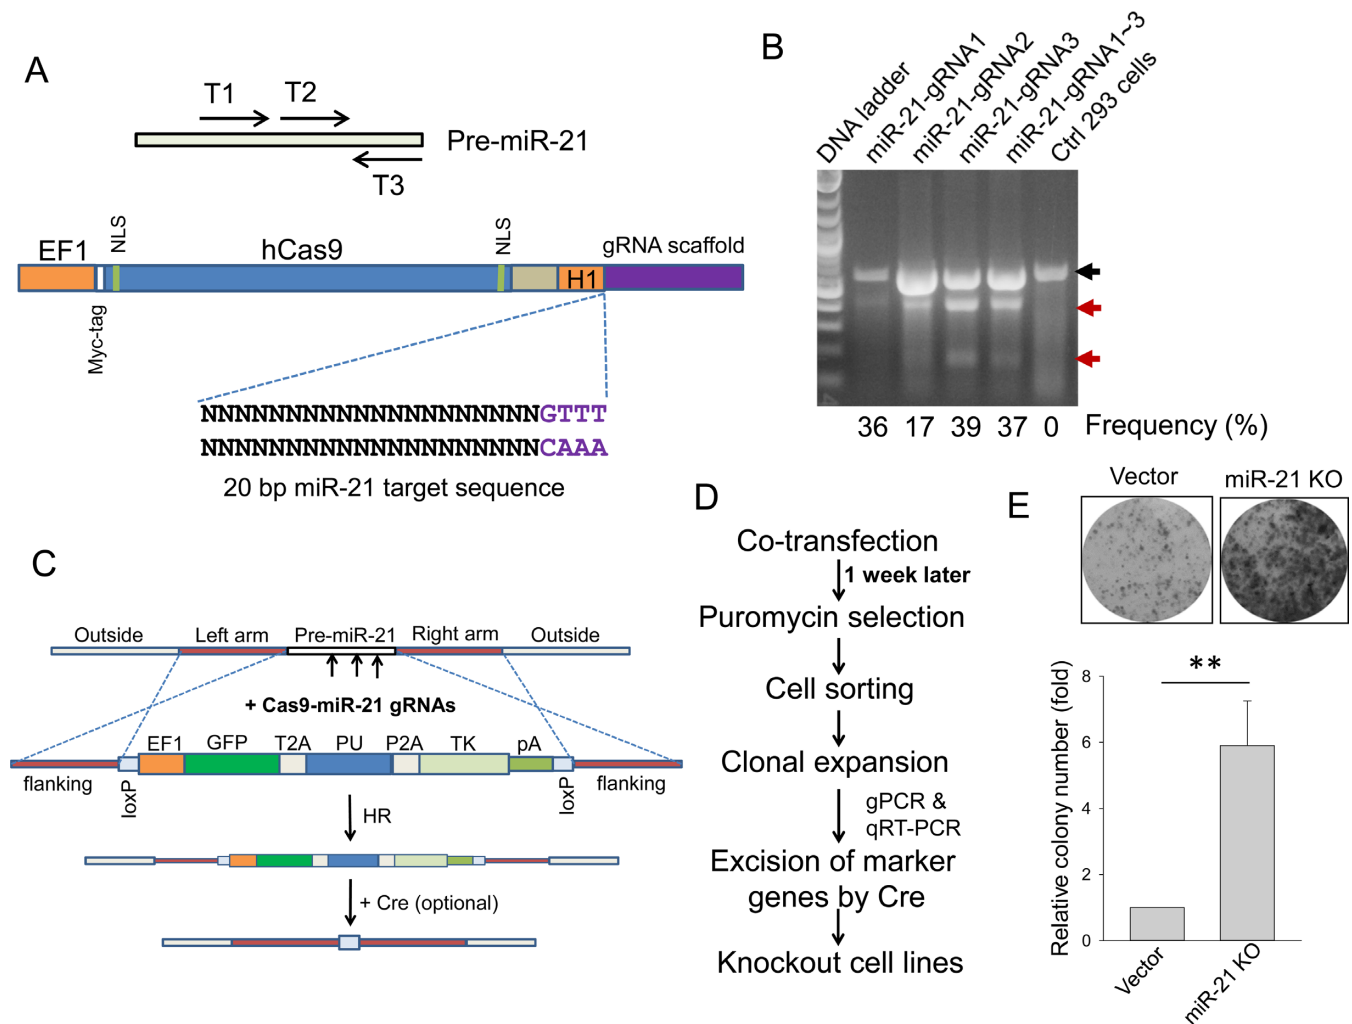 A
T1
T2
Pre-miR-21
T3
EF1
NLS
hCas9
NLS
gRNA scaffold
H1
Myc-tag
NNNNNNNNNNNNNNNNNNNNGTTT
NNNNNNNNNNNNNNNNNNNNCAAA
20 bp miR-21 target sequence
B
DNA ladder
miR-21-gRNA1
miR-21-gRNA2
miR-21-gRNA3
miR-21-gRNA1~3
Ctrl 293 cells
36 17 39 37 0 Frequency (%)
C
Outside
Left arm
Pre-miR-21
Right arm
Outside
+ Cas9-miR-21 gRNAs
EF1
GFP
T2A
PU
P2A
TK
pA
flanking
loxP
loxP
flanking
HR
+ Cre (optional)
D
Co-transfection
1 week later
Puromycin selection
Cell sorting
Clonal expansion
gPCR &
qRT-PCR
Excision of marker
genes by Cre
Knockout cell lines
E
Vector
miR-21 KO
Relative colony number (fold)
8
6
4
2
0
**
Vector
miR-21 KO